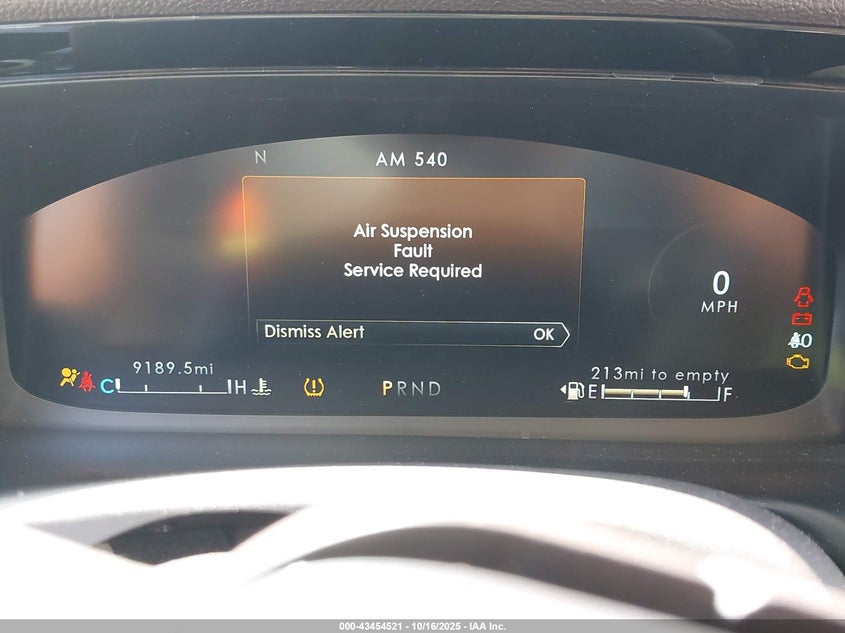 N
AM 540
Air Suspension
Fault
Service Required
Dismiss Alert
OK
0
MPH
9189.5mi
C
H
PRND
213mi to empty
E
F
000-43454521 - 10/16/2025 - IAA Inc.